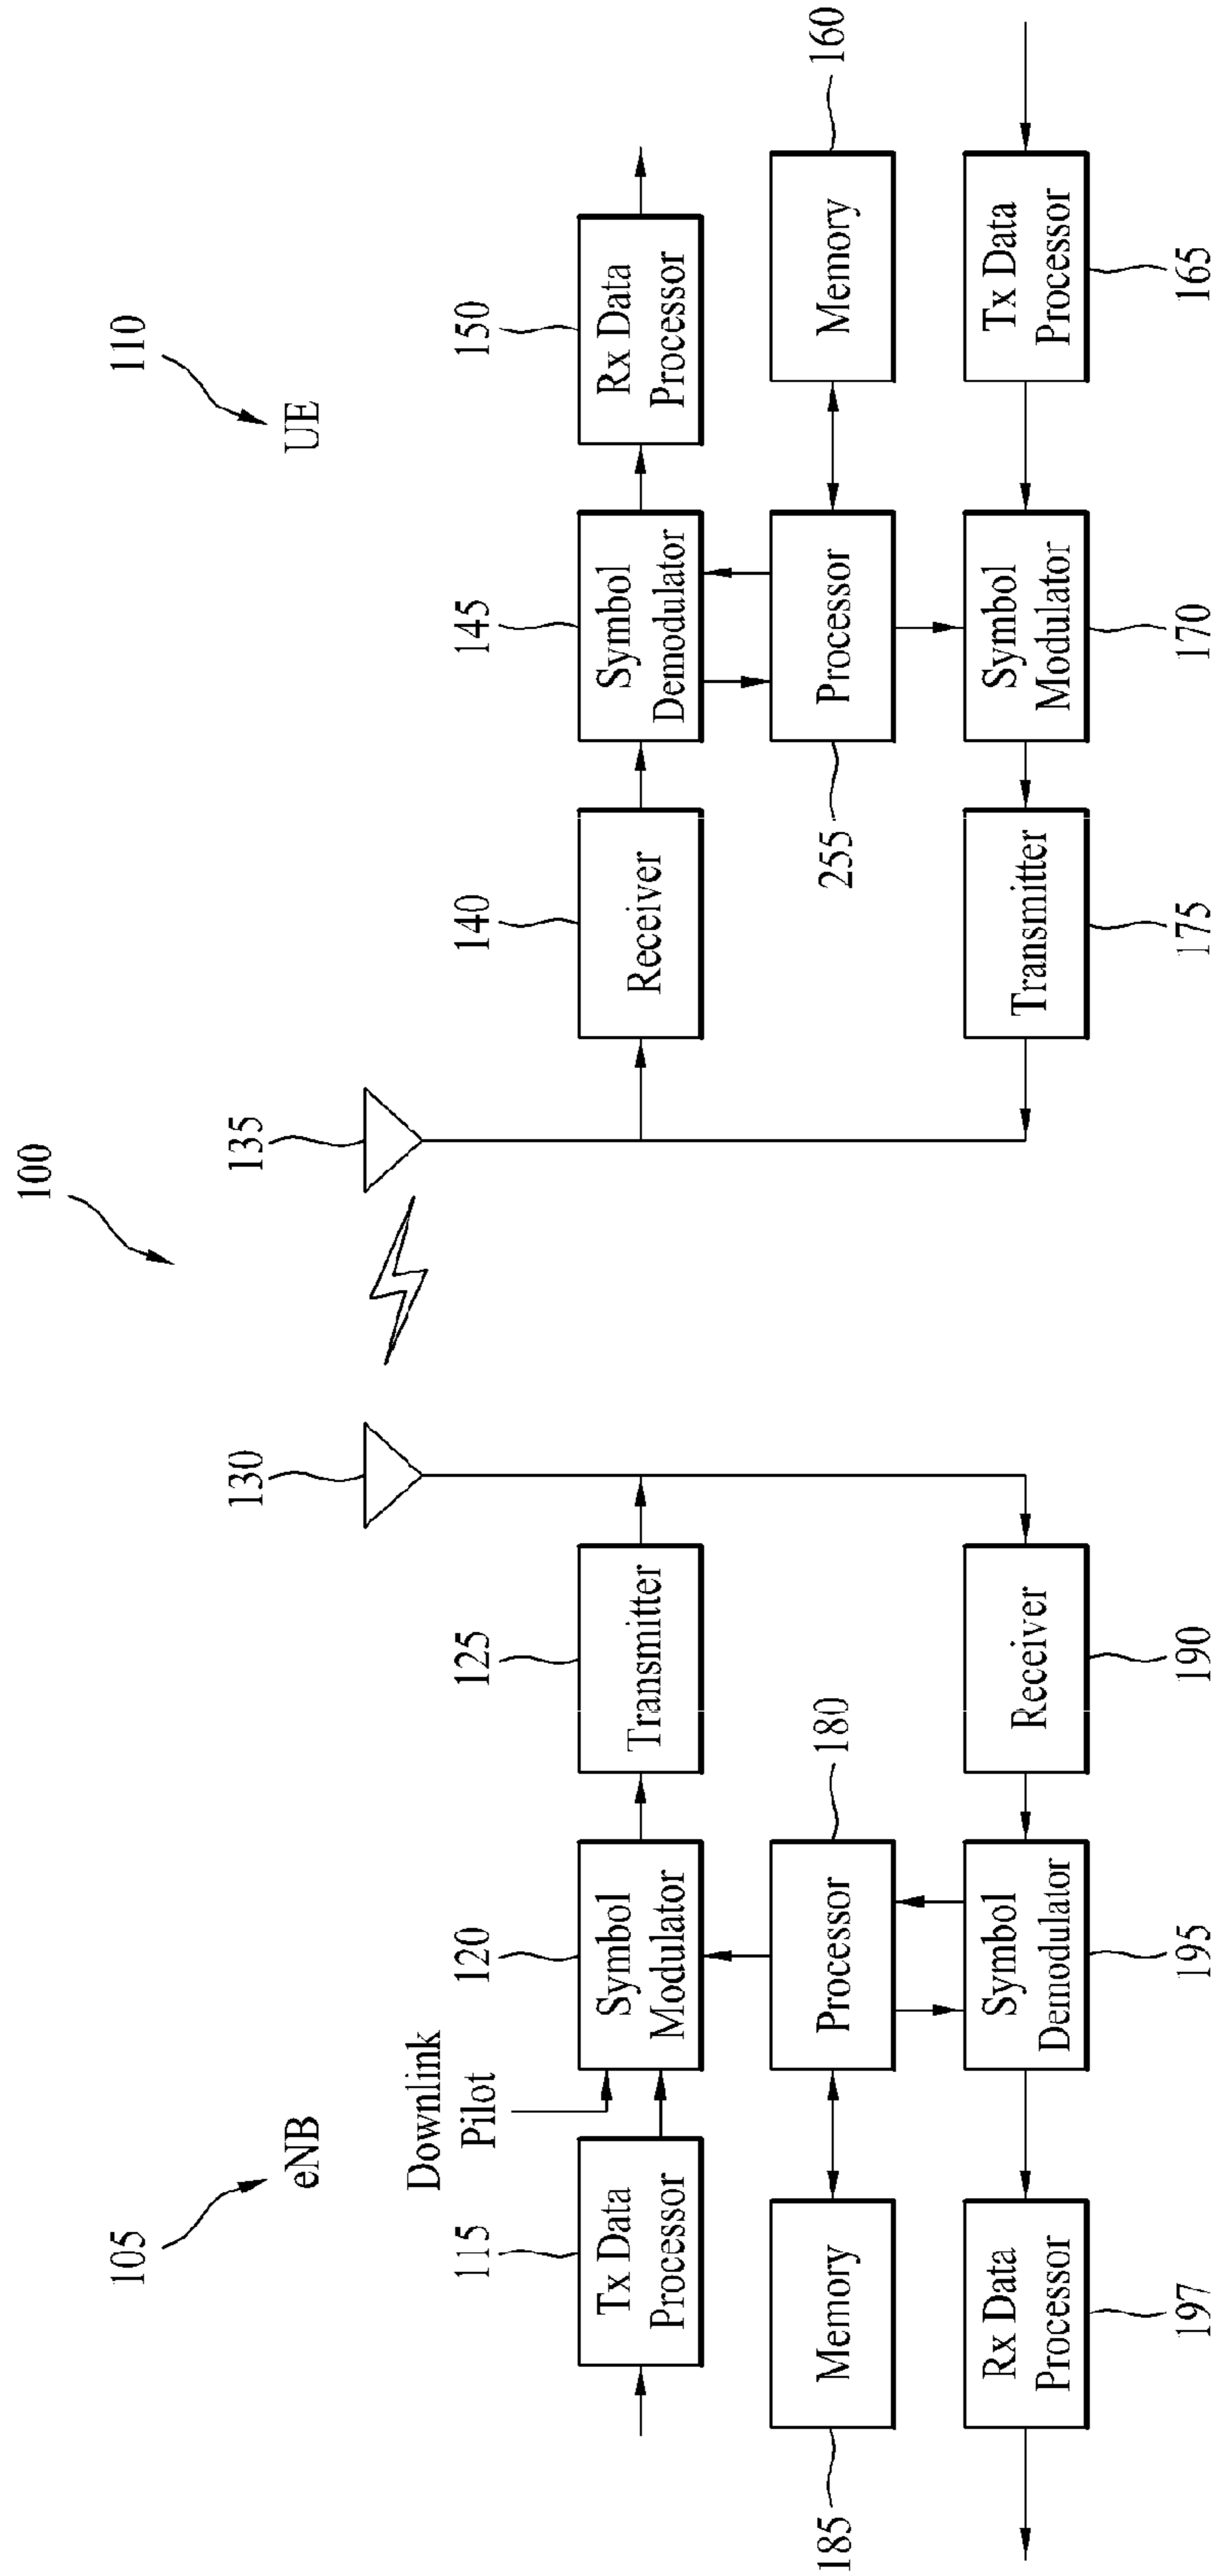 100
105
eNB
110
UE
130
135
Downlink
Pilot
115
120
125
140
145
150
Tx Data
Processor
Symbol
Modulator
Transmitter
Receiver
Symbol
Demodulator
Rx Data
Processor
180
160
Memory
Processor
Processor
Memory
185
255
Rx Data
Processor
Symbol
Demodulator
Receiver
Transmitter
Symbol
Modulator
Tx Data
Processor
197
195
190
175
170
165